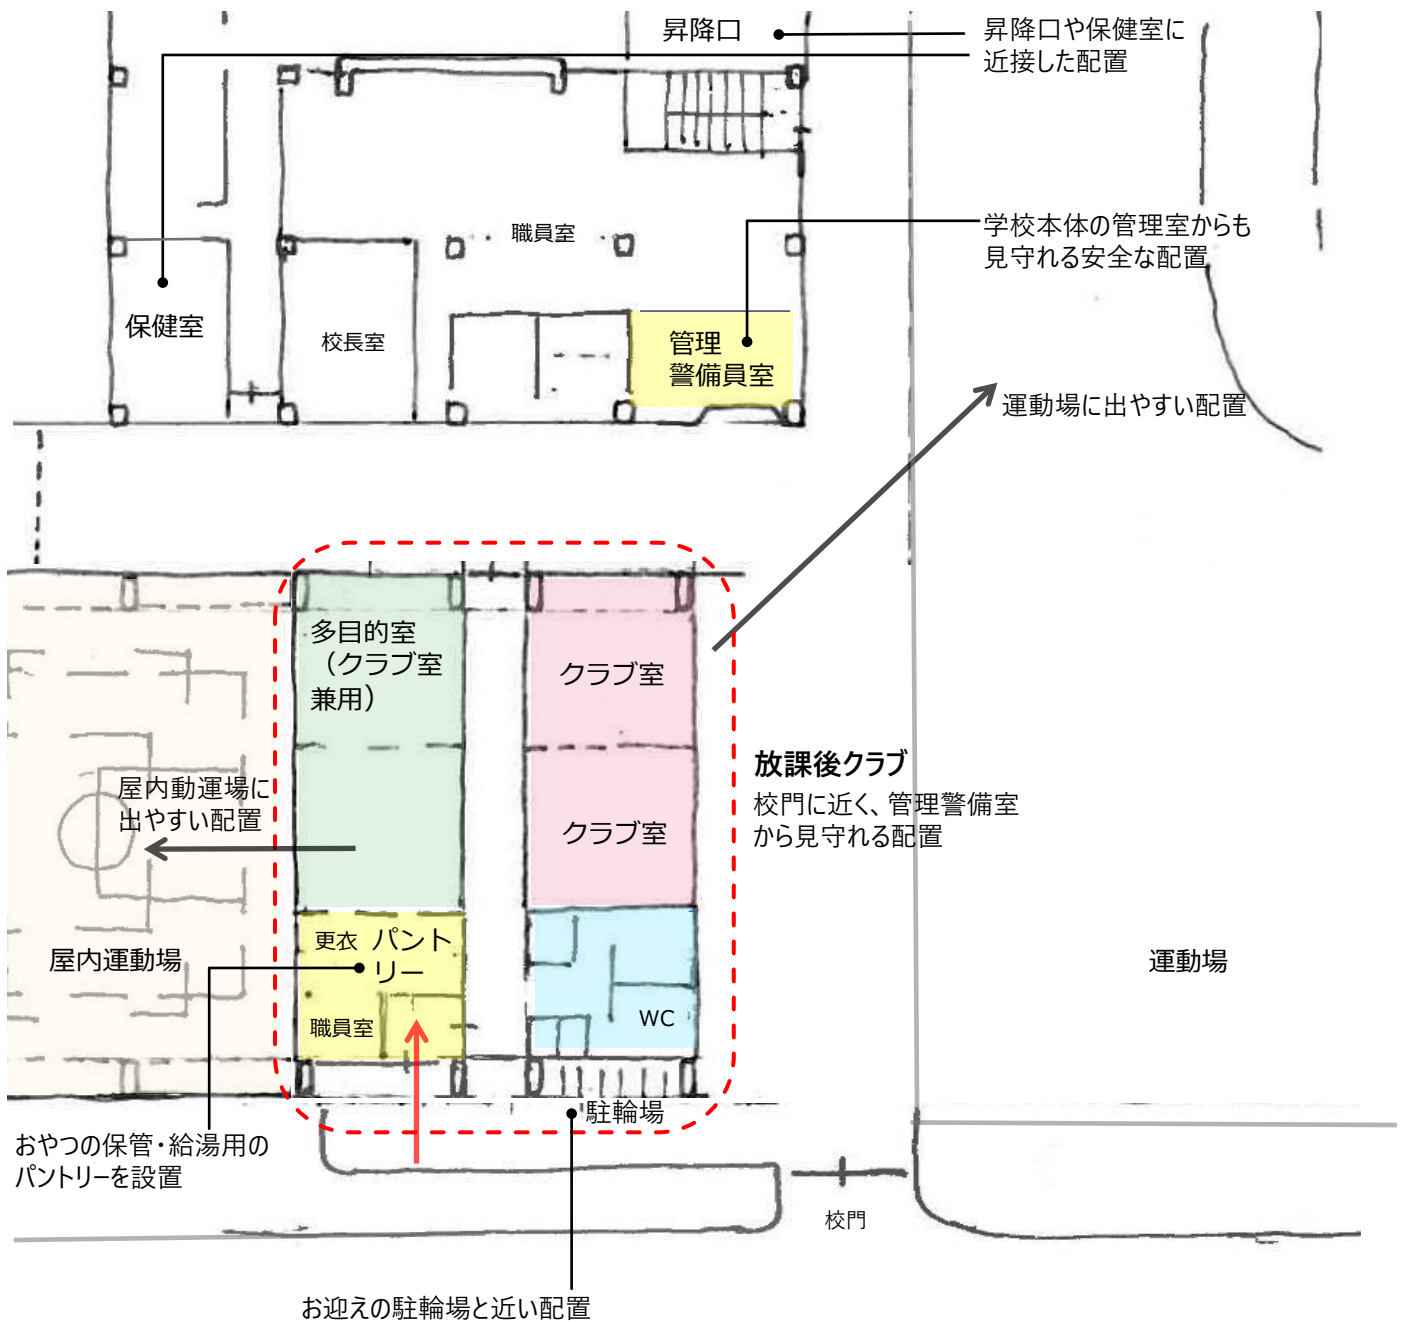 昇降口
昇降口や保健室に
近接した配置
職員室
学校本体の管理室からも
見守れる安全な配置
保健室
校長室
管理
警備員室
運動場に出やすい配置
多目的室
（クラブ室
兼用）
クラブ室
放課後クラブ
校門に近く、管理警備室
から見守れる配置
屋内動運場に
出やすい配置
クラブ室
更衣
パント
リー
屋内運動場
運動場
職員室
WC
駐輪場
おやつの保管・給湯用の
パントリーを設置
校門
お迎えの駐輪場と近い配置